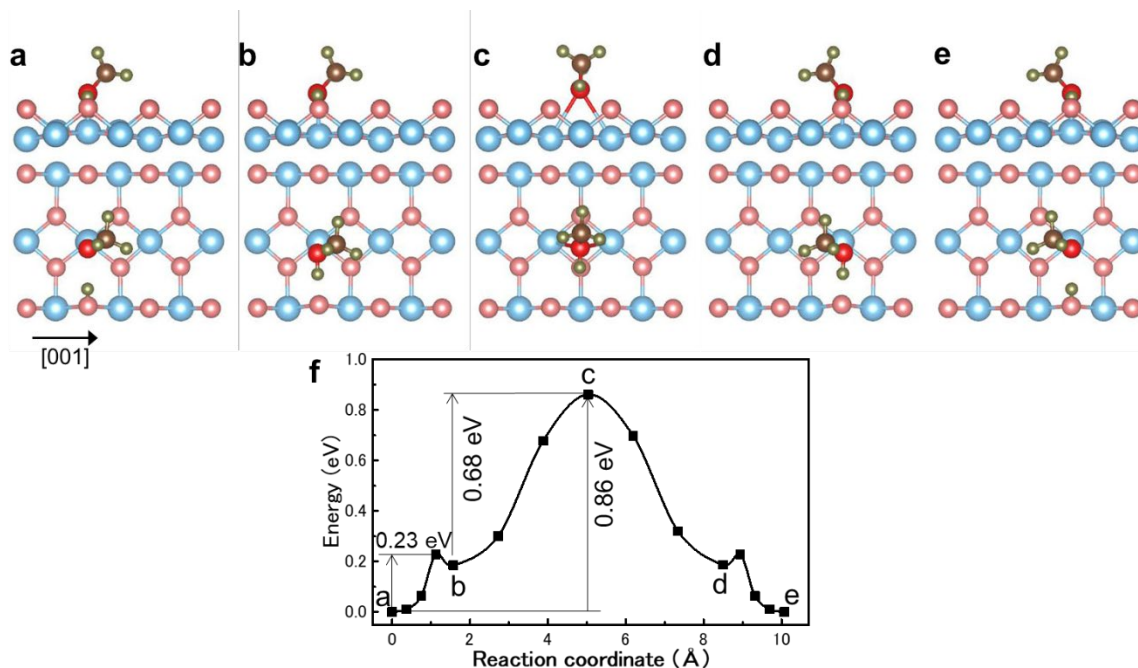 a
b
c
d
e
[001]
f
1.0
0.8
0.6
0.4
0.2
0.0
Energy (eV)
0.68 eV
0.86 eV
0.23 eV
a
b
c
d
e
0
2
4
6
8
10
Reaction coordinate (Å)